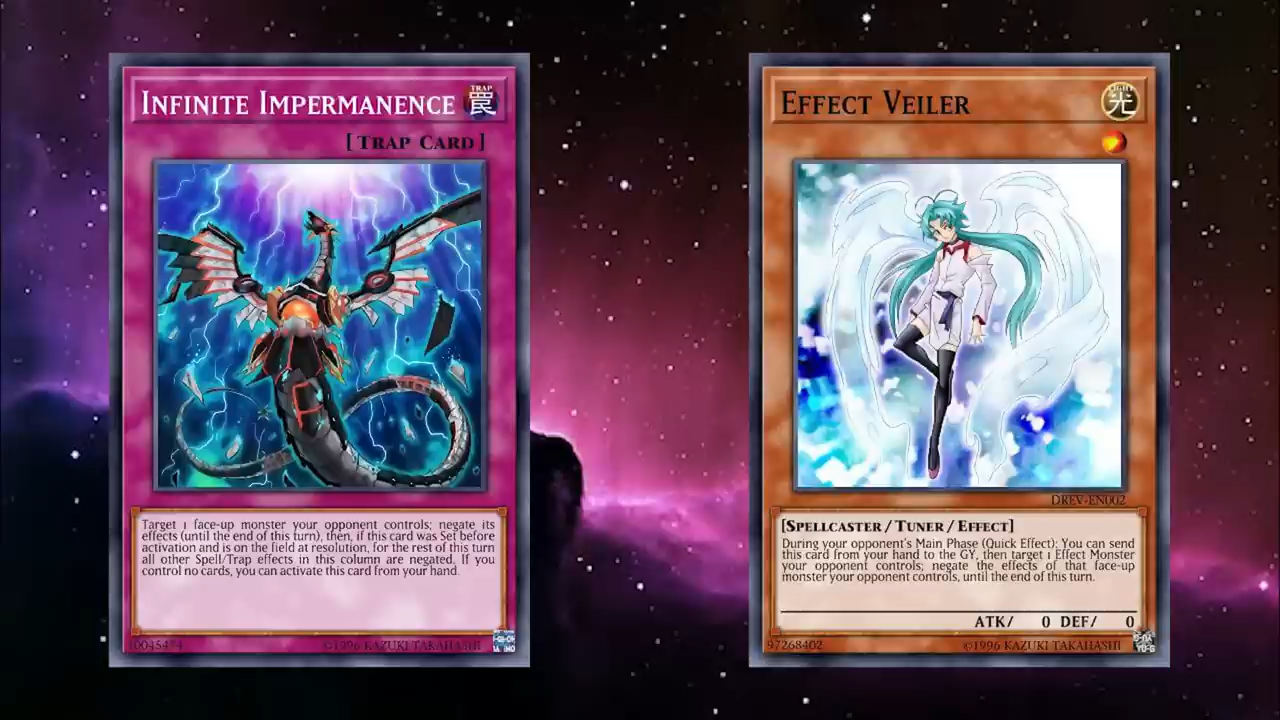 INFINITE IMPERMANENCE
TRAP
罠
[TRAP CARD]
Target 1 face-up monster your opponent controls; negate its
effects (until the end of this turn), then, if this card was Set before
activation and is on the field at resolution, for the rest of this turn
all other Spell/Trap effects in this column are negated. If you
control no cards, you can activate this card from your hand.
©1996 KAZUKI TAKAHASHI
EFFECT VEILER
LIGHT
光
DREV-EN002
[SPELLCASTER/TUNER/EFFECT]
During your opponent's Main Phase (Quick Effect): You can send
this card from your hand to the GY, then target 1 Effect Monster
your opponent controls; negate the effects of that face-up
monster your opponent controls, until the end of this turn.
ATK/ 0 DEF/ 0
97268402
©1996 KAZUKI TAKAHASHI